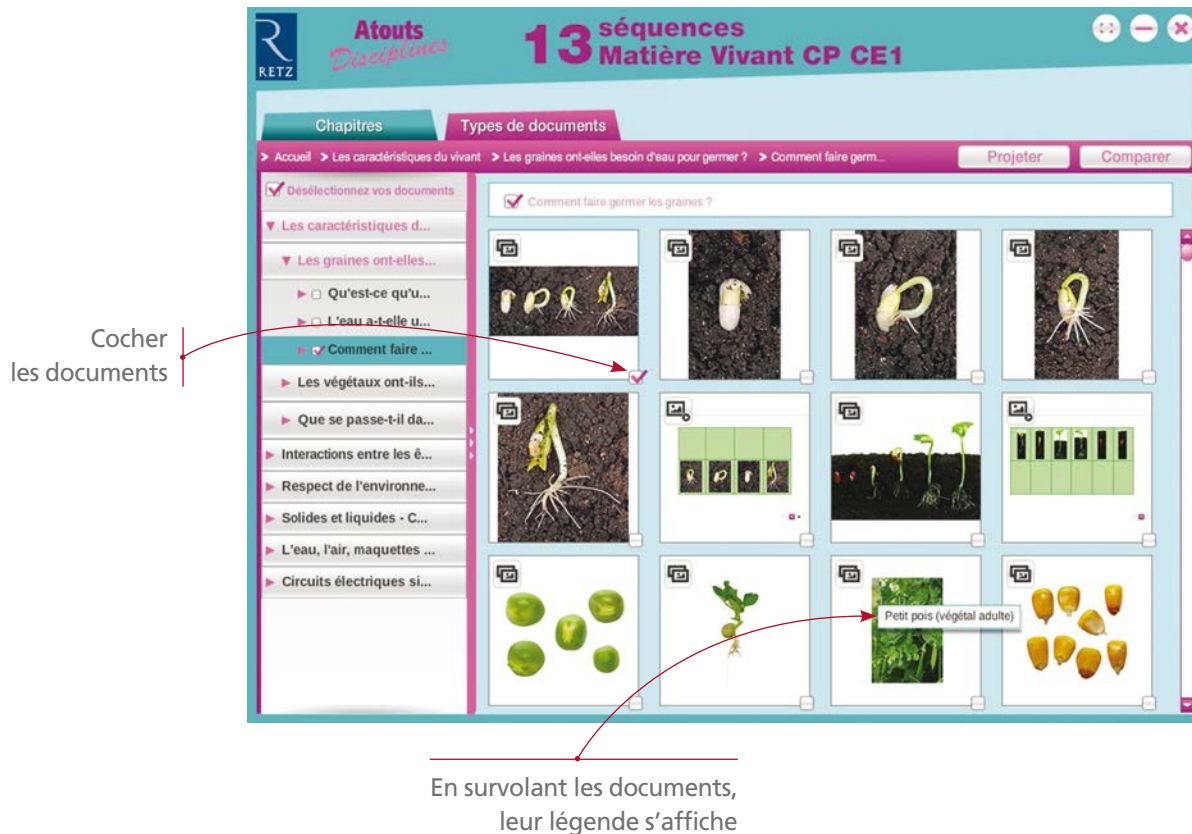 RETZ
Atouts
Disciplines
13 séquences
Matière Vivant CP CE1
Chapitres
Types de documents
> Accueil > Les caractéristiques du vivant > Les graines ont-elles besoin d'eau pour germer ? > Comment faire germ...
Projeter
Comparer
Désélectionnez vos documents
Les caractéristiques d...
Les graines ont-elles...
Qu'est-ce qu'u...
L'eau a-t-elle u...
Comment faire ...
Les végétaux ont-ils...
Que se passe-t-il da...
Interactions entre les ê...
Respect de l'environne...
Solides et liquides - C...
L'eau, l'air, maquettes ...
Circuits électriques si...
Comment faire germer les graines ?
Petit pois (végétal adulte)
Cocher
les documents
En survolant les documents,
leur légende s'affiche